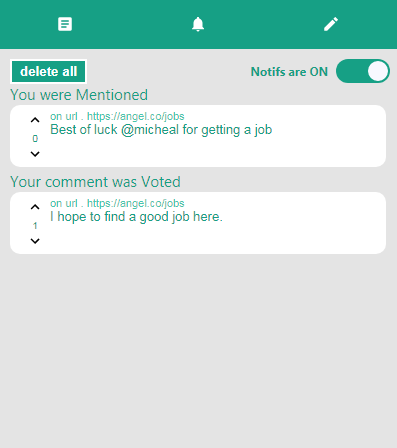 delete all
Notifs are ON
You were Mentioned
on url . https://angel.co/jobs
Best of luck @micheal for getting a job
0
Your comment was Voted
on url . https://angel.co/jobs
I hope to find a good job here.
1